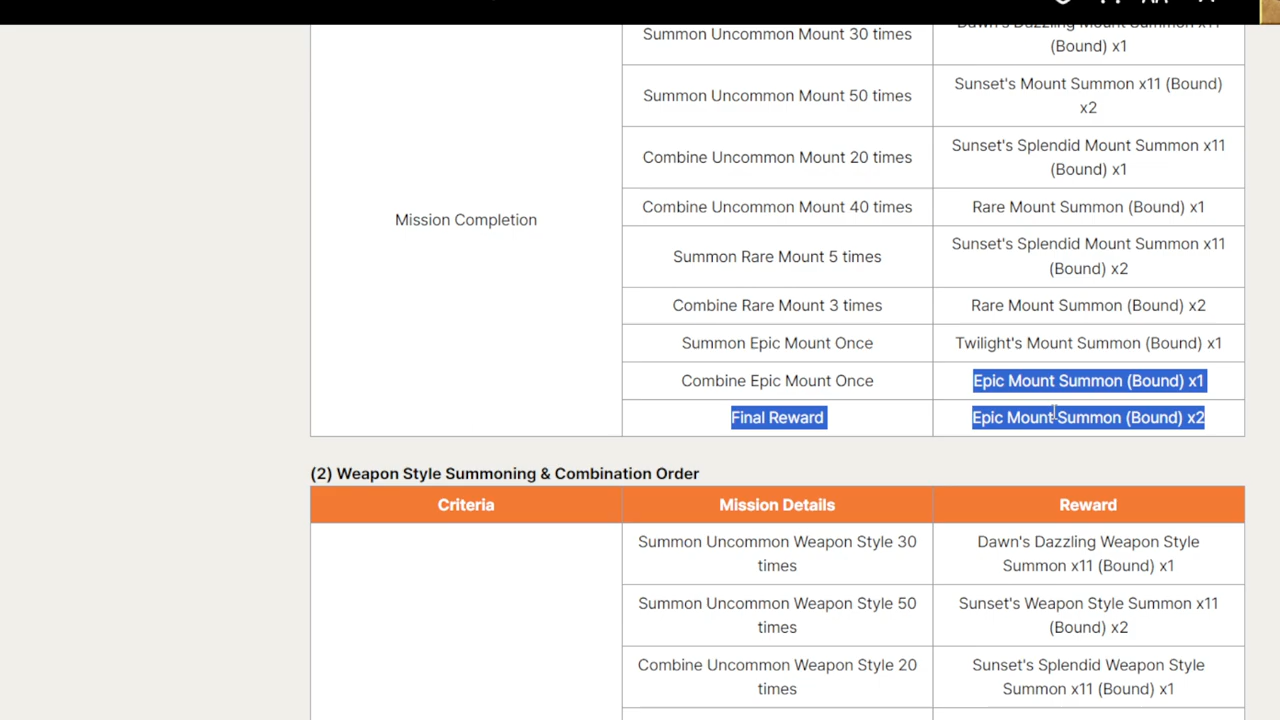 Summon Uncommon Mount 30 times
Dawn's Dazzling Mount Summon x11
(Bound) x1
Summon Uncommon Mount 50 times
Sunset's Mount Summon x11 (Bound)
x2
Combine Uncommon Mount 20 times
Sunset's Splendid Mount Summon x11
(Bound) x1
Mission Completion
Combine Uncommon Mount 40 times
Rare Mount Summon (Bound) x1
Summon Rare Mount 5 times
Sunset's Splendid Mount Summon x11
(Bound) x2
Combine Rare Mount 3 times
Rare Mount Summon (Bound) x2
Summon Epic Mount Once
Twilight's Mount Summon (Bound) x1
Combine Epic Mount Once
Epic Mount Summon (Bound) x1
Final Reward
Epic Mount Summon (Bound) x2
(2) Weapon Style Summoning & Combination Order
Criteria
Mission Details
Reward
Summon Uncommon Weapon Style 30
times
Dawn's Dazzling Weapon Style
Summon x11 (Bound) x1
Summon Uncommon Weapon Style 50
times
Sunset's Weapon Style Summon x11
(Bound) x2
Combine Uncommon Weapon Style 20
times
Sunset's Splendid Weapon Style
Summon x11 (Bound) x1